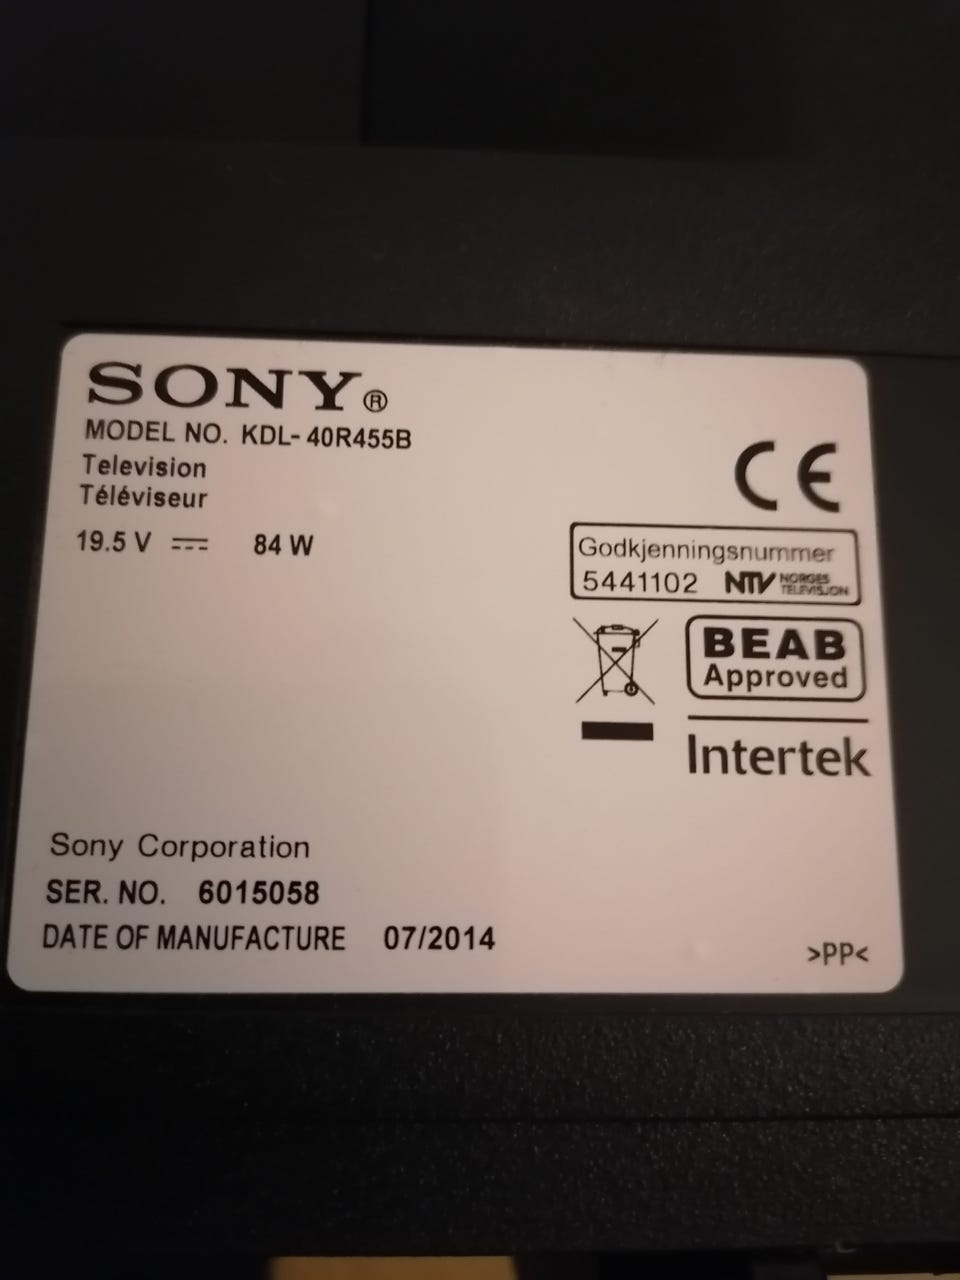 SONY®
MODEL NO. KDL-40R455B
Television
Téléviseur
19.5 V ⎓ 84 W
CE
Godkjenningsnummer
5441102 NTV NORGES TELEVISJON
BEAB
Approved
Intertek
Sony Corporation
SER. NO. 6015058
DATE OF MANUFACTURE 07/2014
>PP<